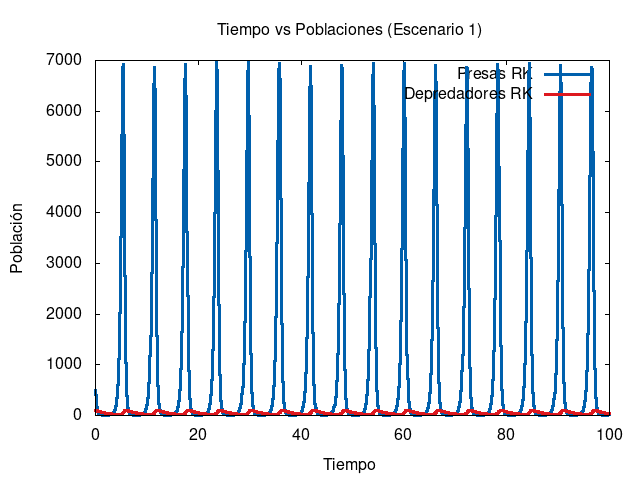 Tiempo vs Poblaciones (Escenario 1)
Presas RK
Depredadores RK
Población
7000
6000
5000
4000
3000
2000
1000
0
0 20 40 60 80 100
Tiempo